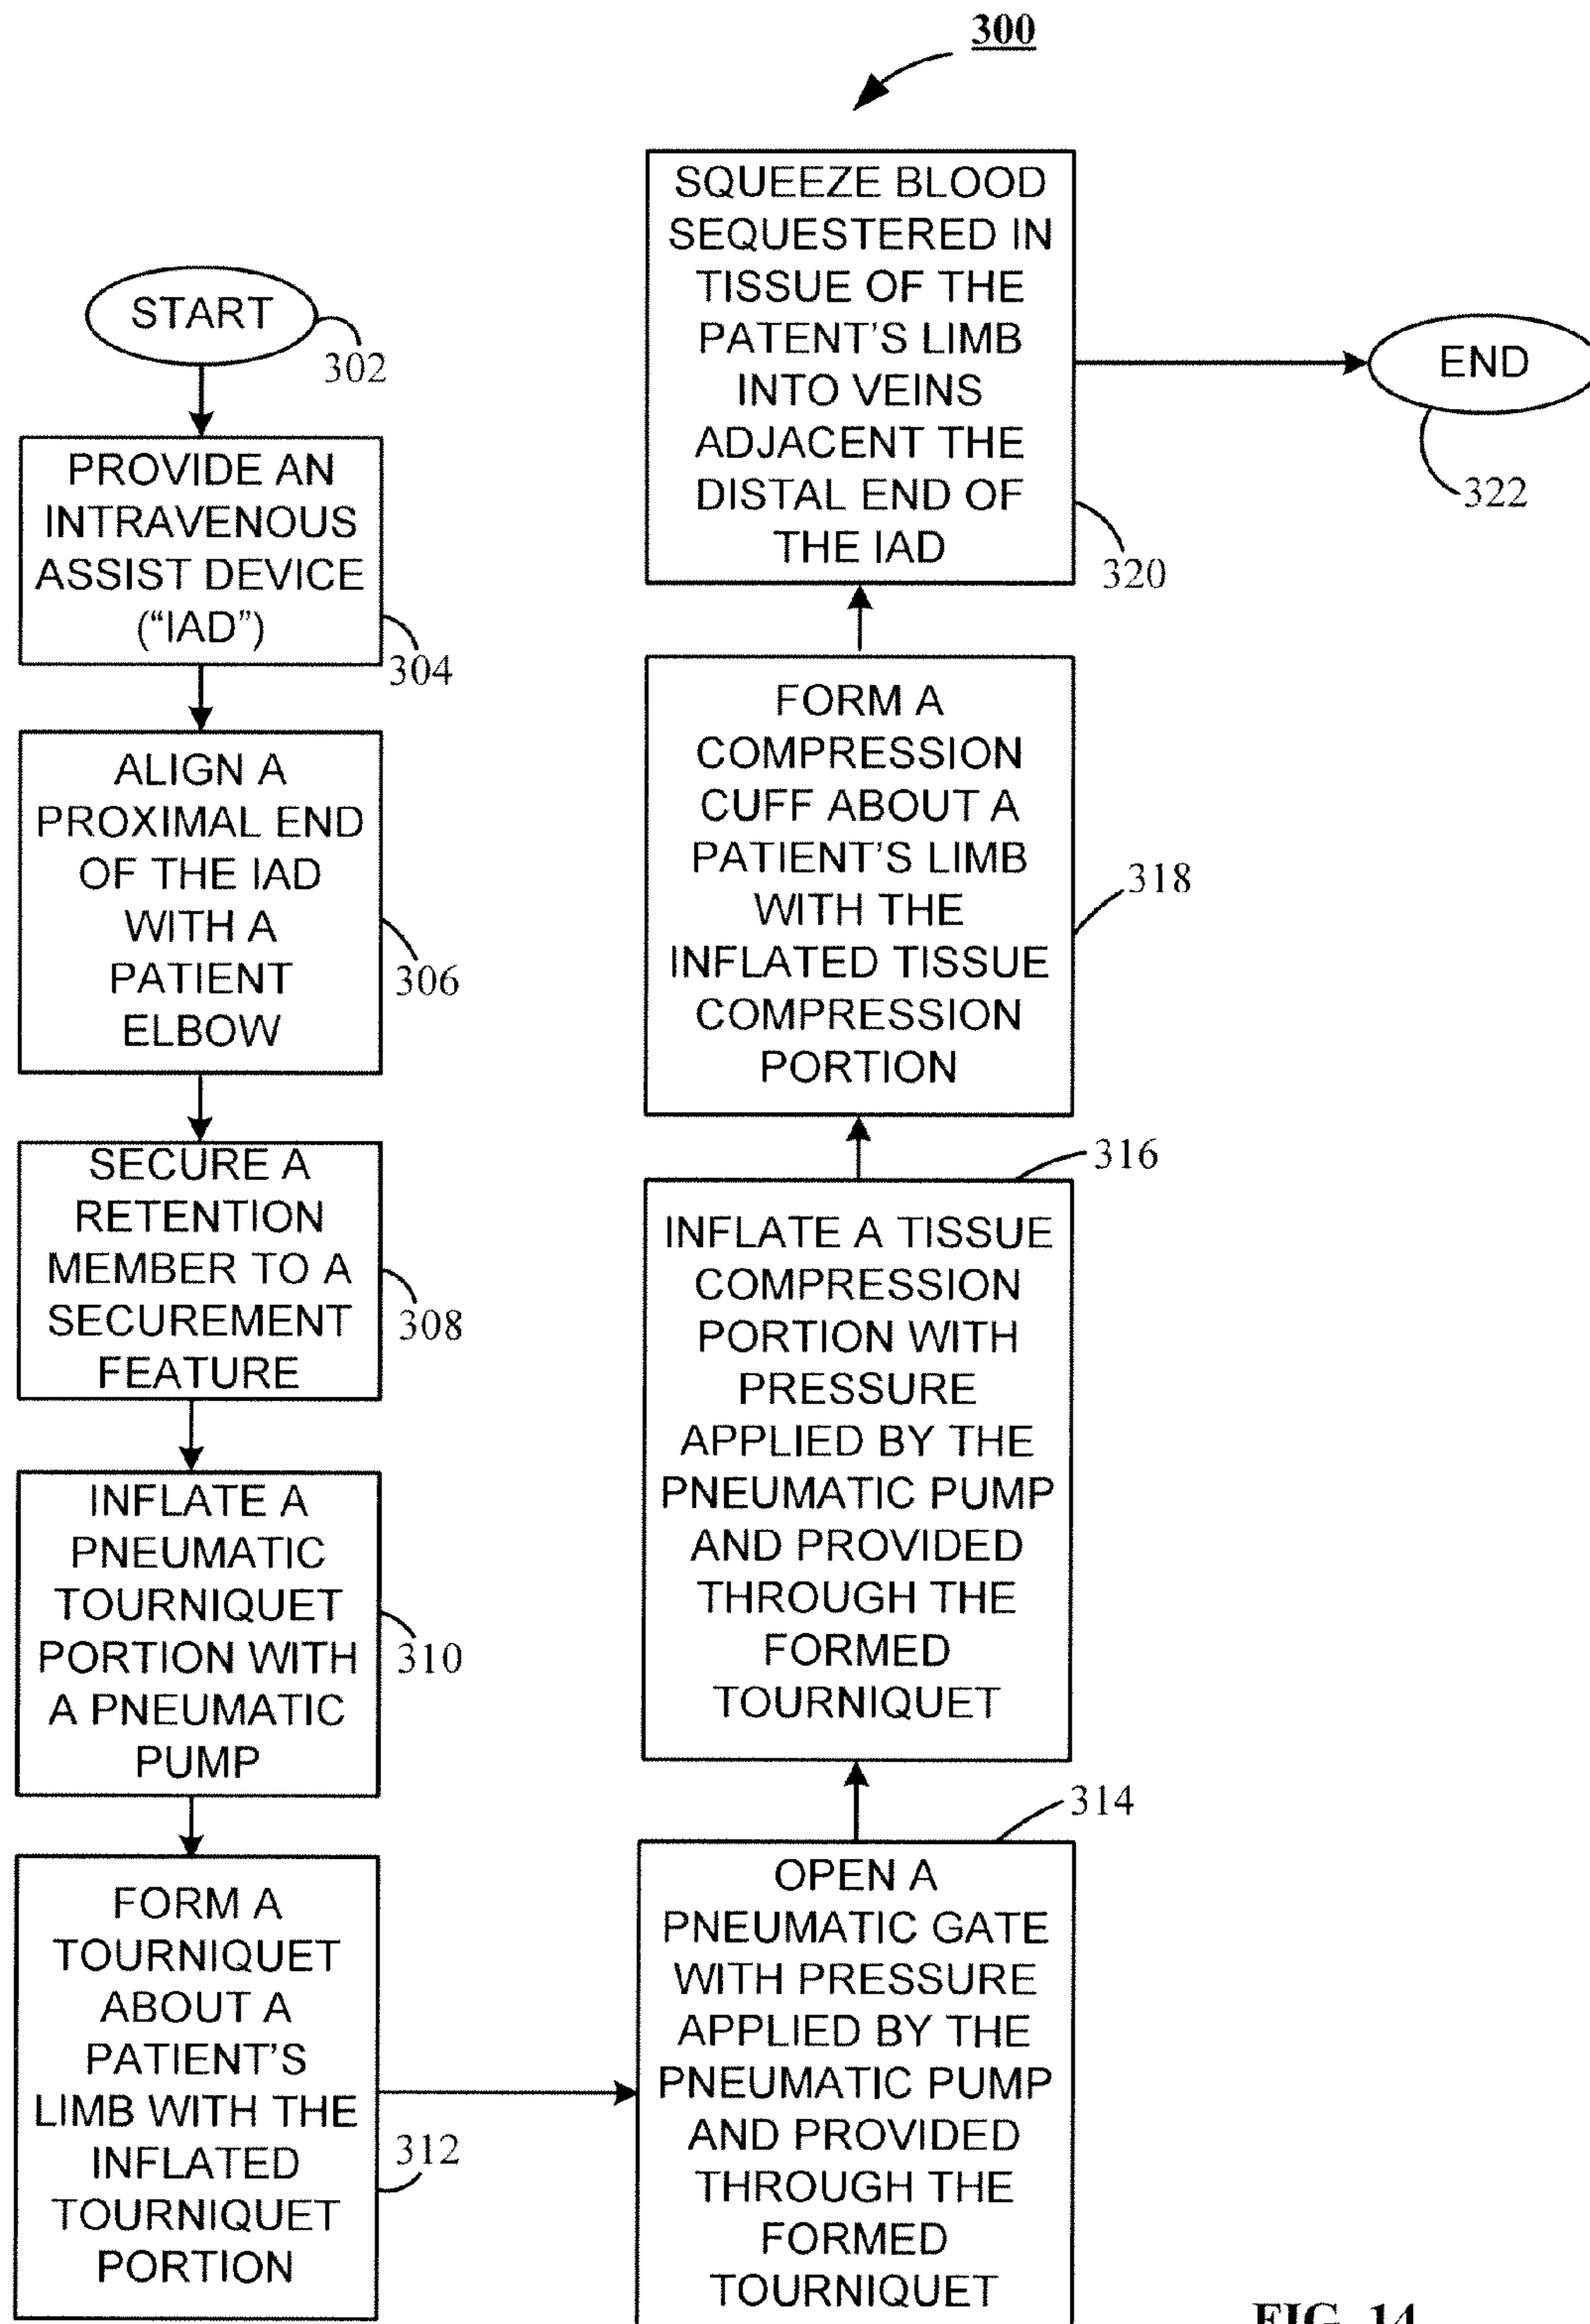 300
START
302
PROVIDE AN
INTRAVENOUS
ASSIST DEVICE
(“IAD”)
304
ALIGN A
PROXIMAL END
OF THE IAD
WITH A
PATIENT
ELBOW
306
SECURE A
RETENTION
MEMBER TO A
SECUREMENT
FEATURE
308
INFLATE A
PNEUMATIC
TOURNIQUET
PORTION WITH
A PNEUMATIC
PUMP
310
FORM A
TOURNIQUET
ABOUT A
PATIENT’S
LIMB WITH THE
INFLATED
TOURNIQUET
PORTION
312
OPEN A
PNEUMATIC GATE
WITH PRESSURE
APPLIED BY THE
PNEUMATIC PUMP
AND PROVIDED
THROUGH THE
FORMED
TOURNIQUET
314
INFLATE A TISSUE
COMPRESSION
PORTION WITH
PRESSURE
APPLIED BY THE
PNEUMATIC PUMP
AND PROVIDED
THROUGH THE
FORMED
TOURNIQUET
316
FORM A
COMPRESSION
CUFF ABOUT A
PATIENT’S LIMB
WITH THE
INFLATED TISSUE
COMPRESSION
PORTION
318
SQUEEZE BLOOD
SEQUESTERED IN
TISSUE OF THE
PATENT’S LIMB
INTO VEINS
ADJACENT THE
DISTAL END OF
THE IAD
320
END
322
FIG. 14